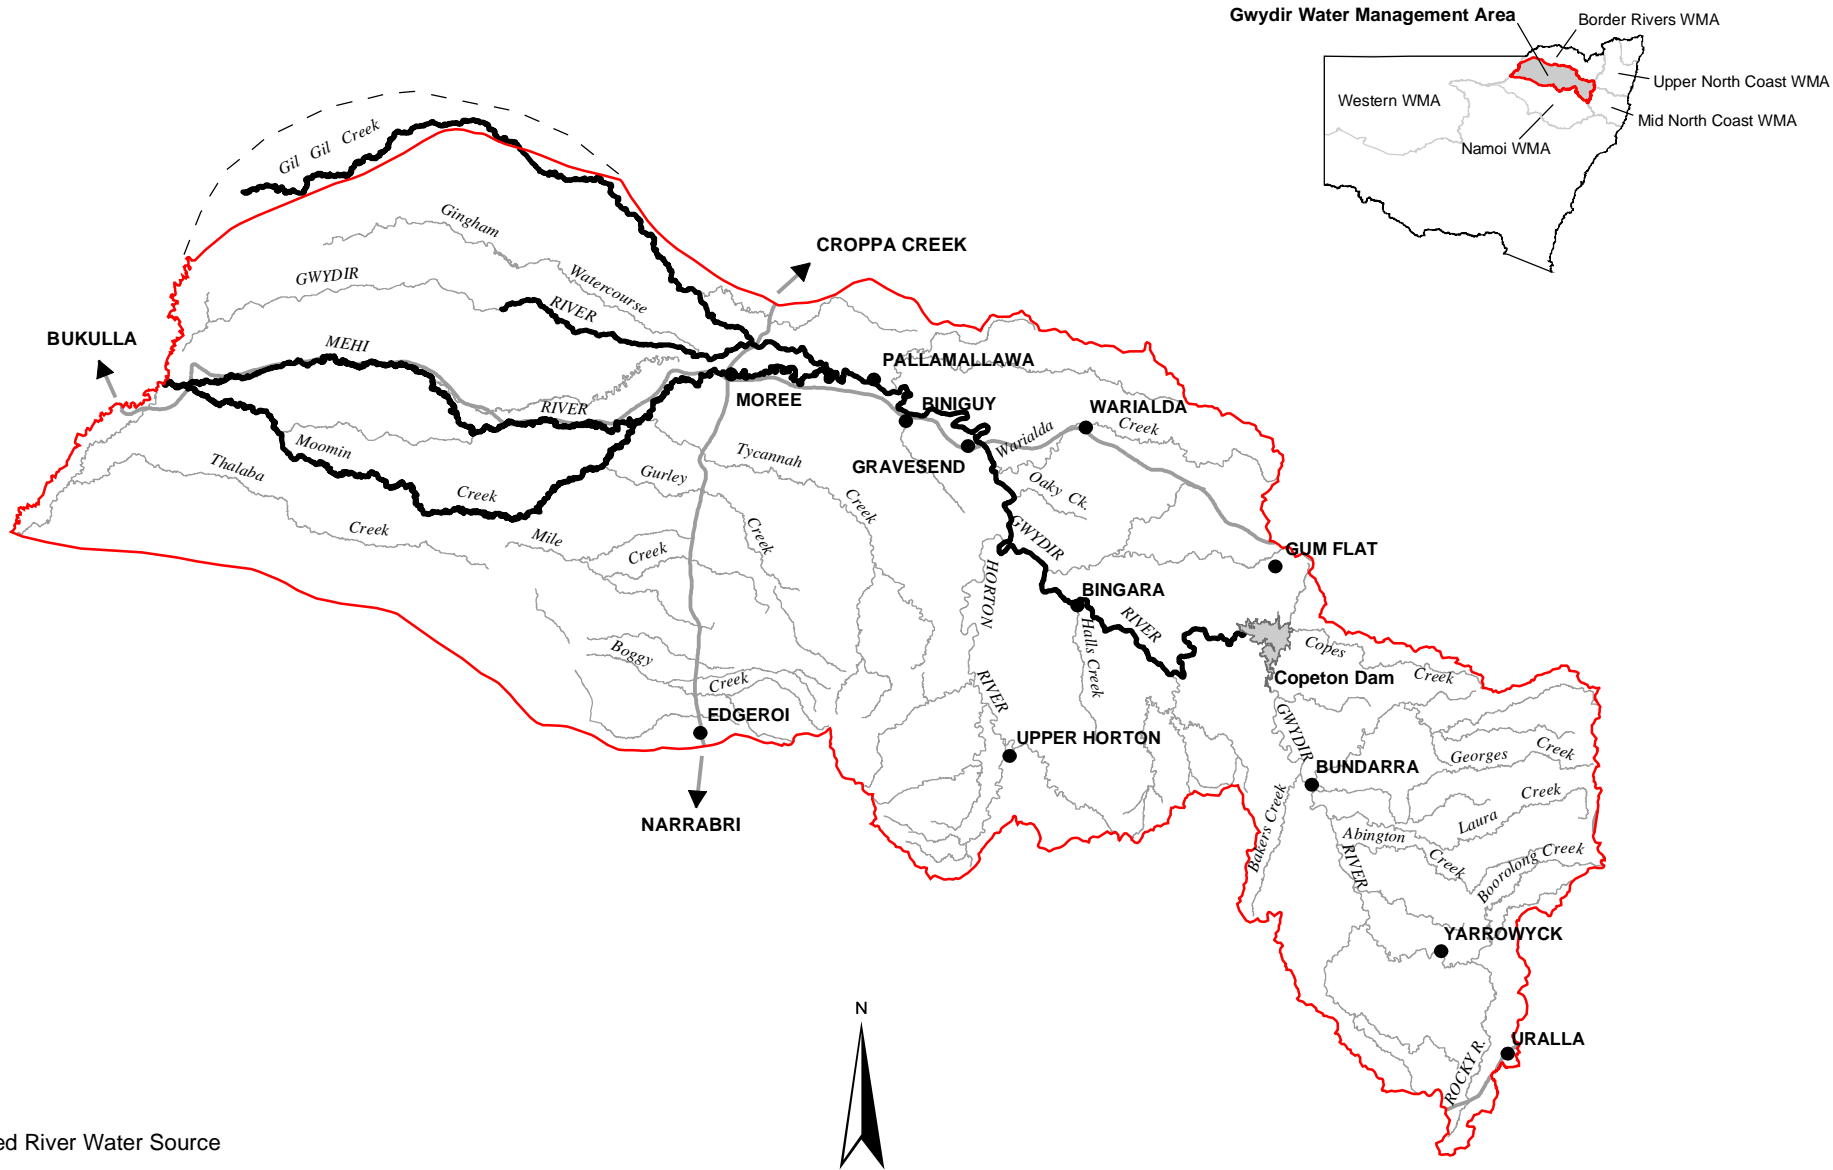 Gwydir Water Management Area
Border Rivers WMA
Upper North Coast WMA
Western WMA
Mid North Coast WMA
Namoi WMA
Gil Gil Creek
Gingham
Watercourse
CROPPA CREEK
GWYDIR
RIVER
BUKULLA
MEHI
RIVER
PALLAMALLAWA
MOREE
BINIGUY
WARIALDA
Warialda
Creek
GRAVESEND
Moomin
Creek
Thalaba
Creek
Tycannah
Creek
Gurley
Creek
Oaky Ck.
Mile
Creek
GWYDIR
RIVER
GUM FLAT
HORTON
RIVER
BINGARA
Halls Creek
Copes
Creek
Copeton Dam
Boggy
Creek
EDGEROI
UPPER HORTON
GWYDIR
RIVER
BUNDARRA
Georges
Creek
NARRABRI
Bakers Creek
Laura
Creek
Abington
Creek
Boorolong Creek
YARROWYCK
URALLA
ROCKY R.
N
ed River Water Source